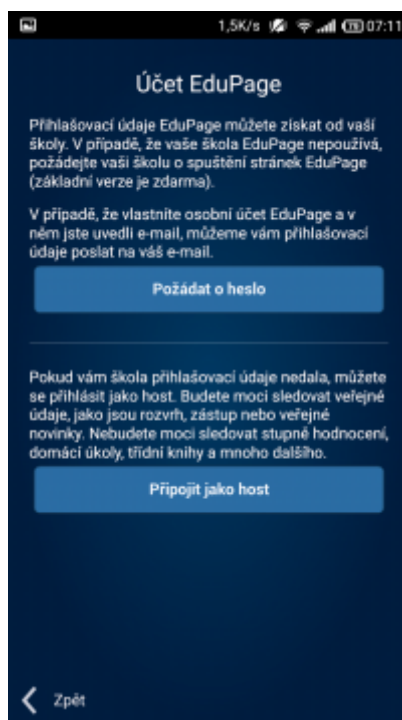 1,5K/s 75 07:11
Účet EduPage
Přihlašovací údaje EduPage můžete získat od vaší
školy. V případě, že vaše škola EduPage nepoužívá,
požádejte vaši školu o spuštění stránek EduPage
(základní verze je zdarma).
V případě, že vlastníte osobní účet EduPage a v
něm jste uvedli e-mail, můžeme vám přihlašovací
údaje poslat na váš e-mail.
Požádat o heslo
Pokud vám škola přihlašovací údaje nedala, můžete
se přihlásit jako host. Budete moci sledovat veřejné
údaje, jako jsou rozvrh, zástup nebo veřejné
novinky. Nebudete moci sledovat stupně hodnocení,
domácí úkoly, třídní knihy a mnoho dalšího.
Připojit jako host
Zpět